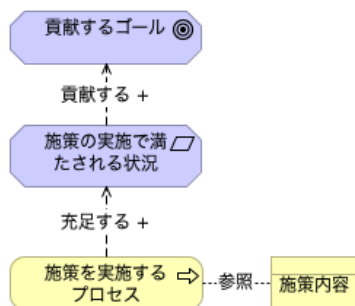 貢献するゴール
貢献する +
施策の実施で満
たされる状況
充足する +
施策を実施する
プロセス
参照
施策内容